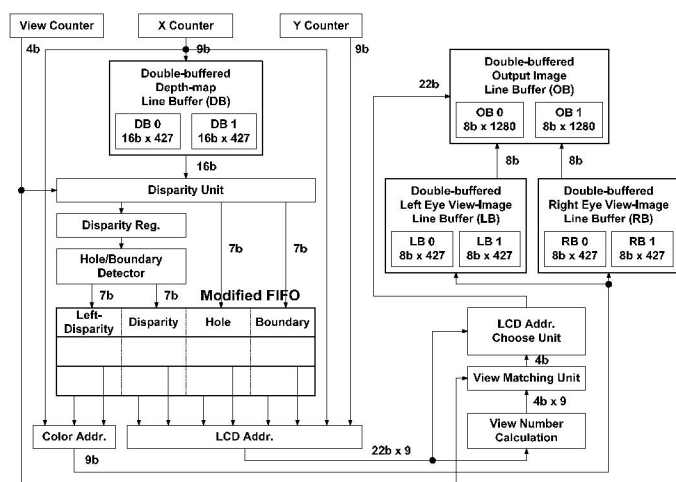 View Counter
X Counter
Y Counter
4b
9b
9b
Double-buffered
Depth-map
Line Buffer (DB)
DB 0
16b x 427
DB 1
16b x 427
16b
Disparity Unit
Disparity Reg.
Hole/Boundary
Detector
7b
7b
7b
7b
Modified FIFO
Left-
Disparity
Disparity
Hole
Boundary
Color Addr.
LCD Addr.
9b
22b x 9
22b
Double-buffered
Output Image
Line Buffer (OB)
OB 0
8b x 1280
OB 1
8b x 1280
8b
8b
Double-buffered
Left Eye View-Image
Line Buffer (LB)
LB 0
8b x 427
LB 1
8b x 427
Double-buffered
Right Eye View-Image
Line Buffer (RB)
RB 0
8b x 427
RB 1
8b x 427
LCD Addr.
Choose Unit
4b
View Matching Unit
4b x 9
View Number
Calculation